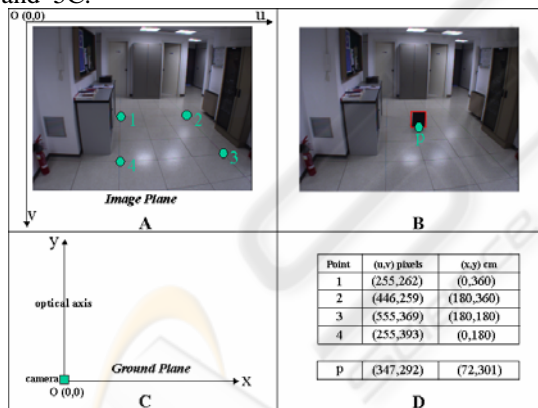 and 5C.
O (0,0)
u
1
2
3
4
v
Image Plane
A
p
B
y
optical axis
camera
O (0,0)
Ground Plane
x
C
Point (u,v) pixels (x,y) cm
1 (255,262) (0,360)
2 (446,259) (180,360)
3 (555,369) (180,180)
4 (255,393) (0,180)
p (347,292) (72,301)
D